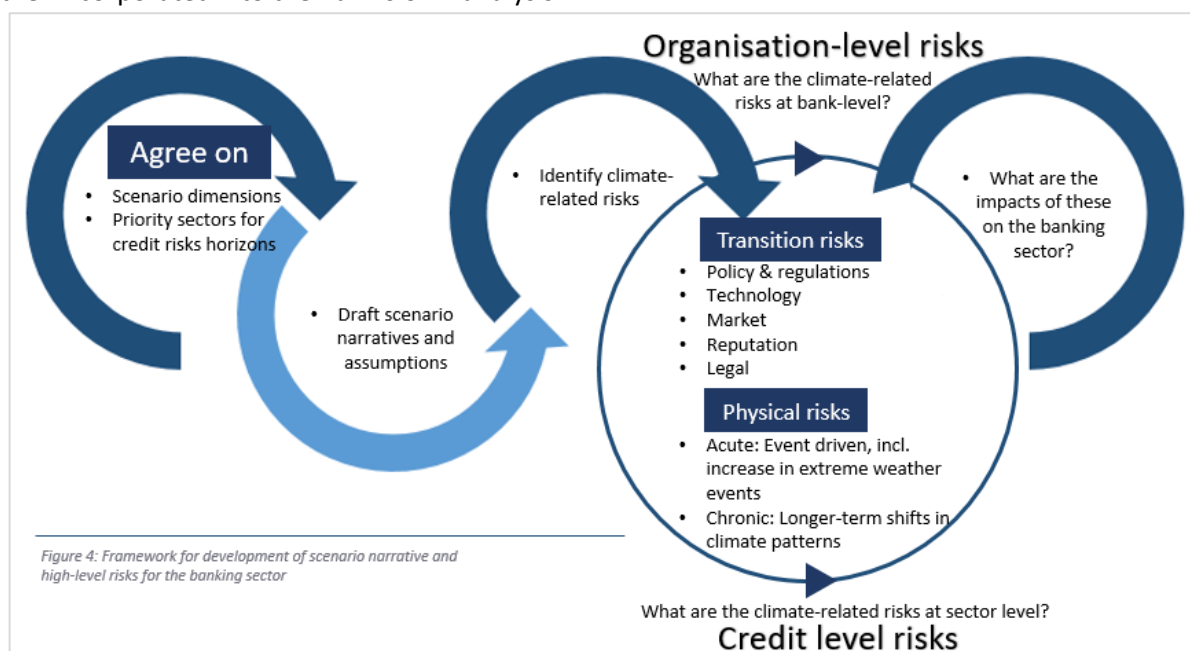 Organisation-level risks
What are the climate-related
risks at bank-level?
Agree on
• Scenario dimensions
• Priority sectors for
credit risks horizons
• Draft scenario
narratives and
assumptions
• Identify climate-
related risks
Transition risks
• Policy & regulations
• Technology
• Market
• Reputation
• Legal
Physical risks
• Acute: Event driven, incl.
increase in extreme weather
events
• Chronic: Longer-term shifts in
climate patterns
• What are the
impacts of these
on the banking
sector?
Figure 4: Framework for development of scenario narrative and
high-level risks for the banking sector
What are the climate-related risks at sector level?
Credit level risks